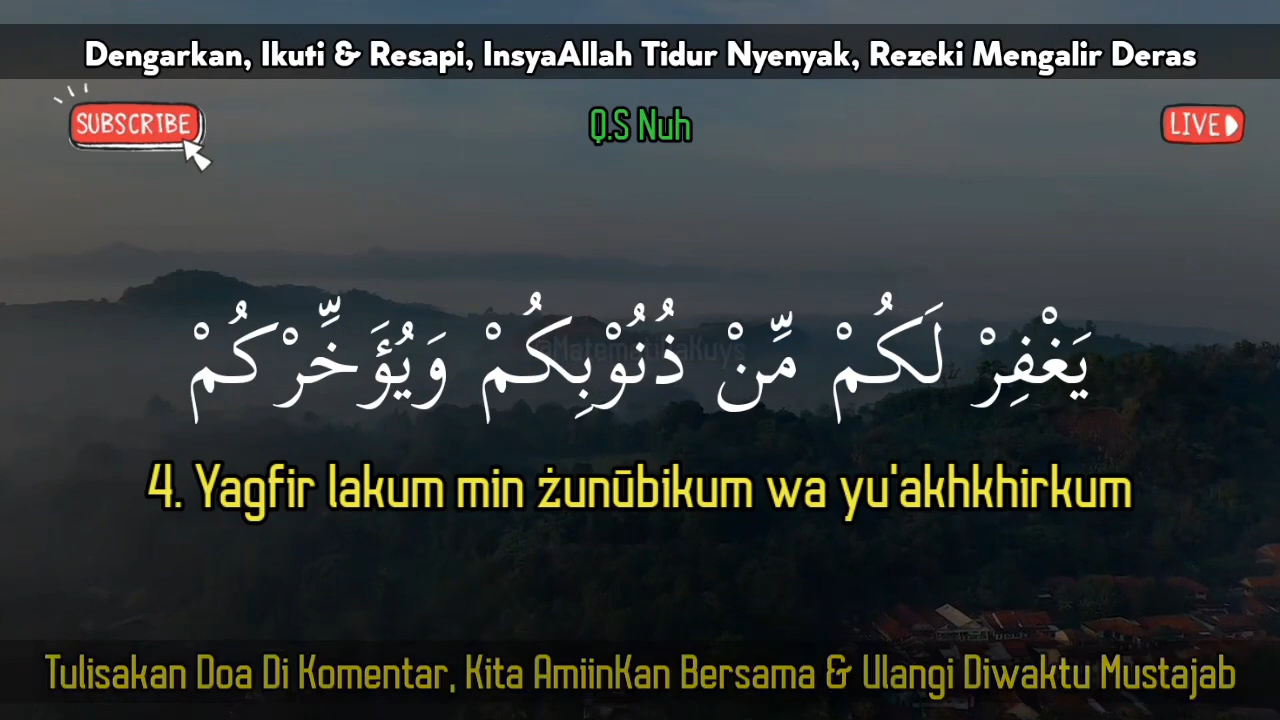 Dengarkan, Ikuti & Resapi, InsyaAllah Tidur Nyenyak, Rezeki Mengalir Deras
SUBSCRIBE
Q.S Nuh
LIVE
يَغْفِرْ لَكُمْ مِّنْ ذُنُوْبِكُمْ وَيُؤَخِّرْكُمْ
@MatematikaKuys
4. Yagfir lakum min żunūbikum wa yu'akhkhirkum
Tulisakan Doa Di Komentar, Kita AmiinKan Bersama & Ulangi Diwaktu Mustajab